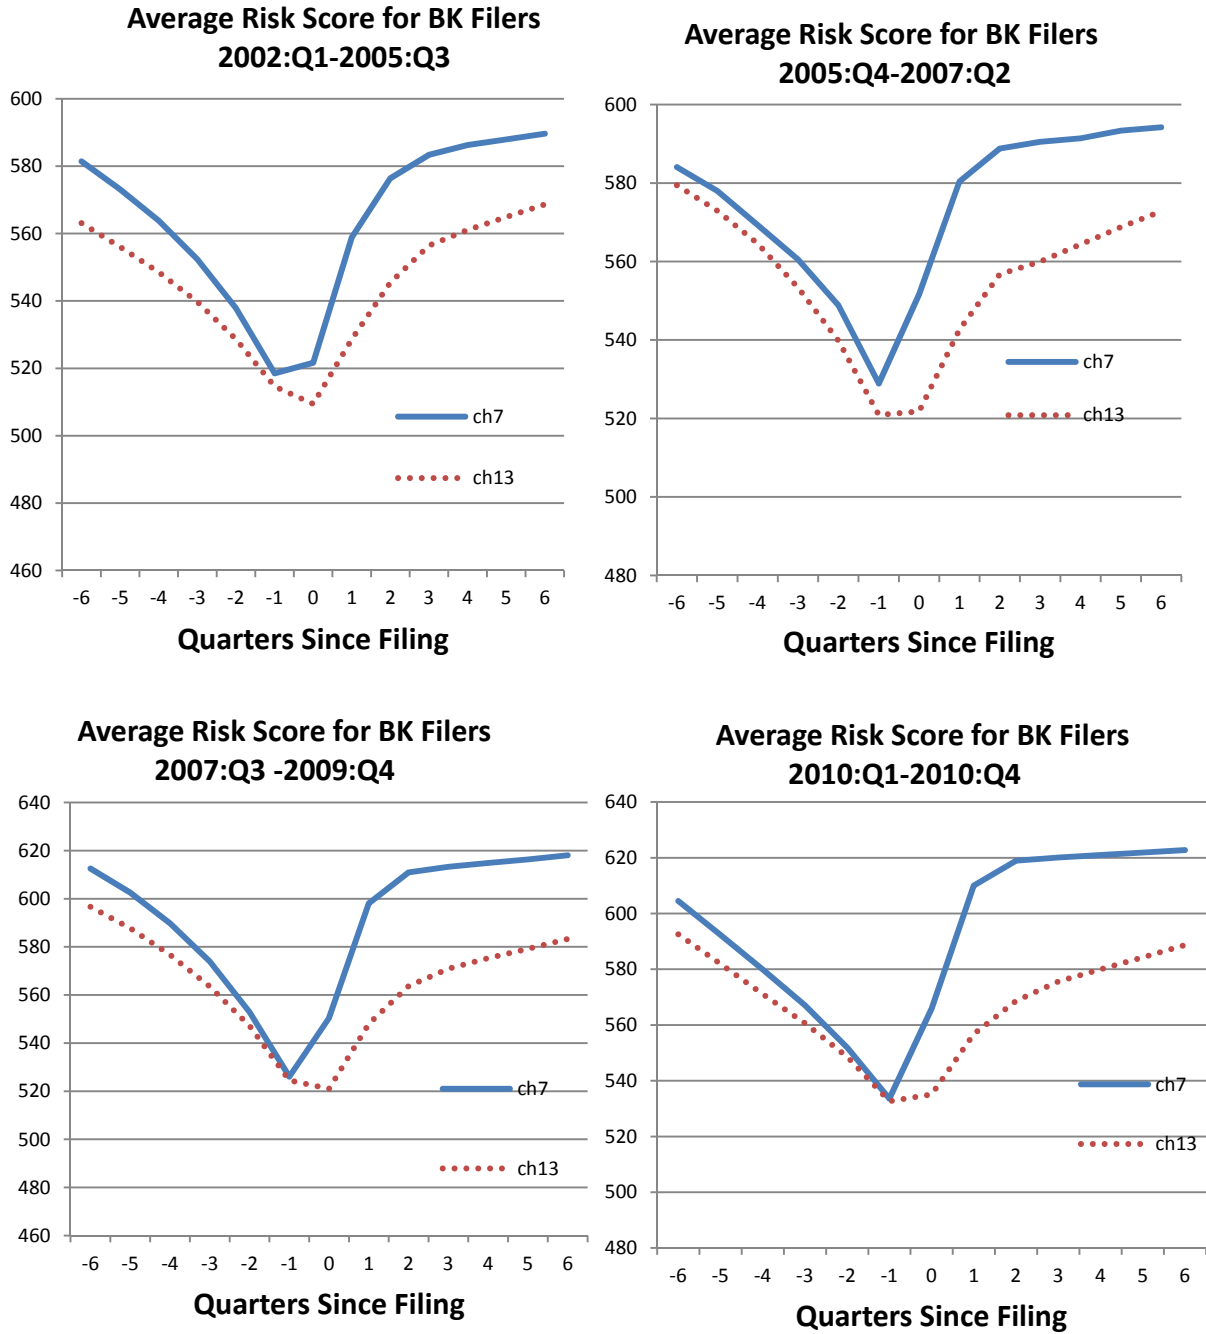 Average Risk Score for BK Filers
2002:Q1-2005:Q3
600
580
560
540
520
500
480
460
ch7
ch13
-6 -5 -4 -3 -2 -1 0 1 2 3 4 5 6
Quarters Since Filing
Average Risk Score for BK Filers
2005:Q4-2007:Q2
600
580
560
540
520
500
480
ch7
ch13
-6 -5 -4 -3 -2 -1 0 1 2 3 4 5 6
Quarters Since Filing
Average Risk Score for BK Filers
2007:Q3 -2009:Q4
640
620
600
580
560
540
520
500
480
460
ch7
ch13
-6 -5 -4 -3 -2 -1 0 1 2 3 4 5 6
Quarters Since Filing
Average Risk Score for BK Filers
2010:Q1-2010:Q4
640
620
600
580
560
540
520
500
480
ch7
ch13
-6 -5 -4 -3 -2 -1 0 1 2 3 4 5 6
Quarters Since Filing